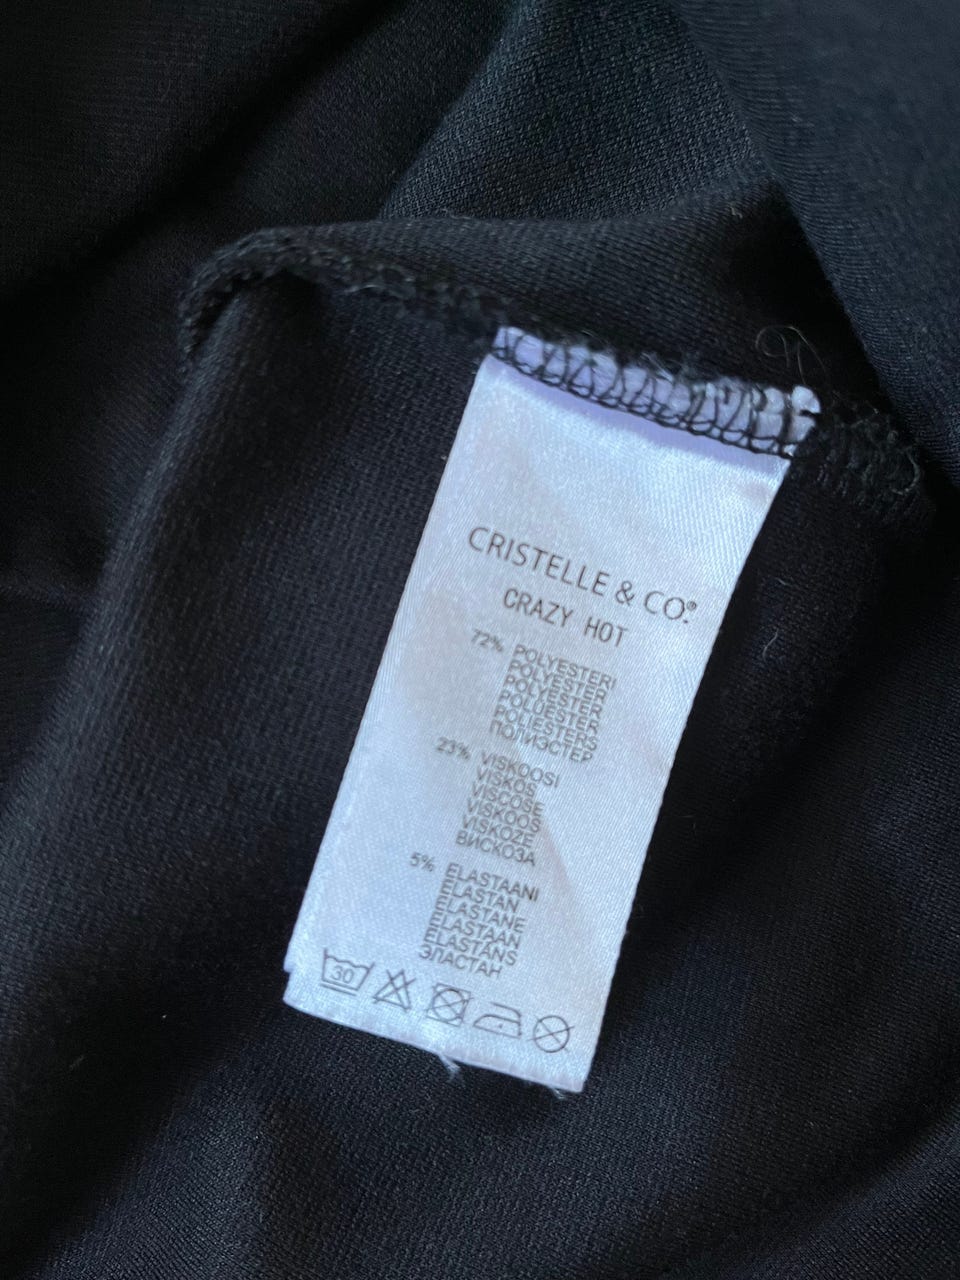 CRISTELLE & CO.®
CRAZY HOT
72% POLYESTERI
POLYESTER
POLYESTER
POLUESTER
POLIESTERS
ПОЛИЭСТЕР
23% VISKOOSI
VISKOS
VISCOSE
VISKOOS
VISKOZE
ВИСКОЗА
5% ELASTAANI
ELASTAN
ELASTANE
ELASTAAN
ELASTĀNS
ЭЛАСТАН
30